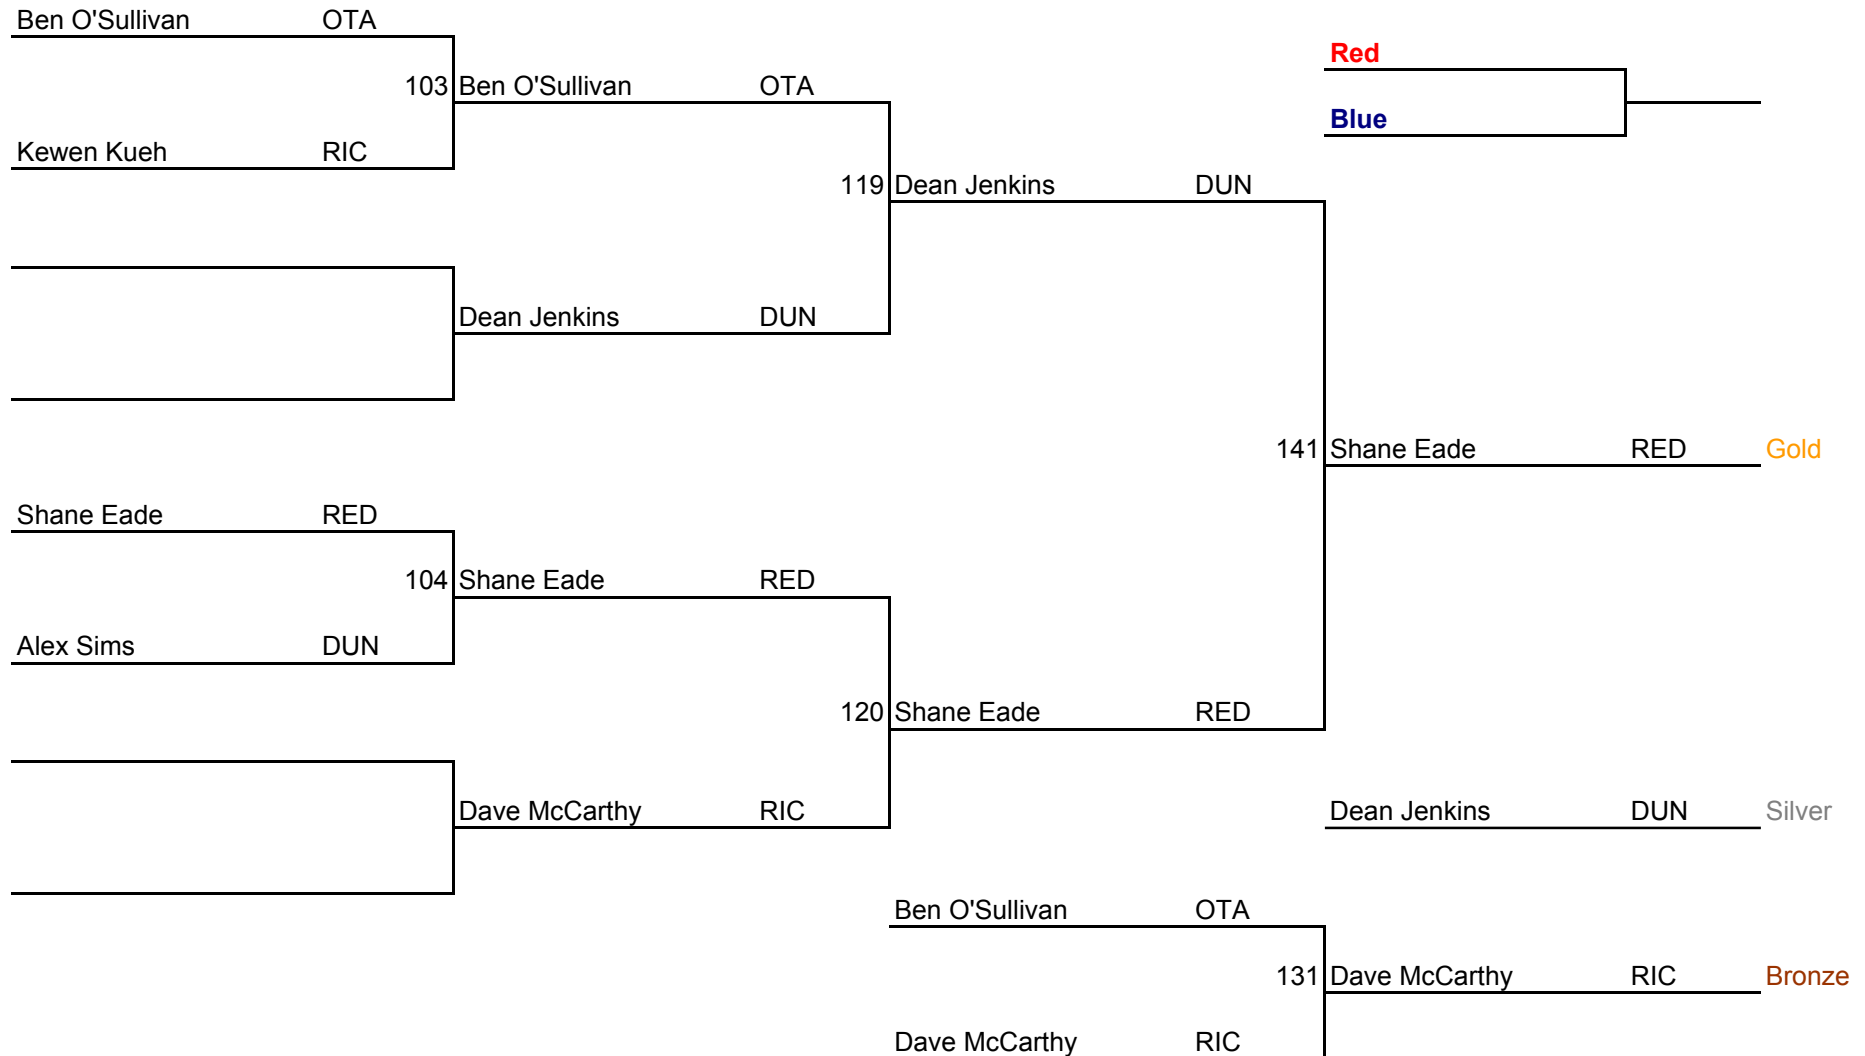 Ben O'Sullivan OTA
Red
103 Ben O'Sullivan OTA
Blue
Kewen Kueh RIC
119 Dean Jenkins DUN
Dean Jenkins DUN
141 Shane Eade RED Gold
Shane Eade RED
104 Shane Eade RED
Alex Sims DUN
120 Shane Eade RED
Dave McCarthy RIC Dean Jenkins DUN Silver
Ben O'Sullivan OTA
131 Dave McCarthy RIC Bronze
Dave McCarthy RIC